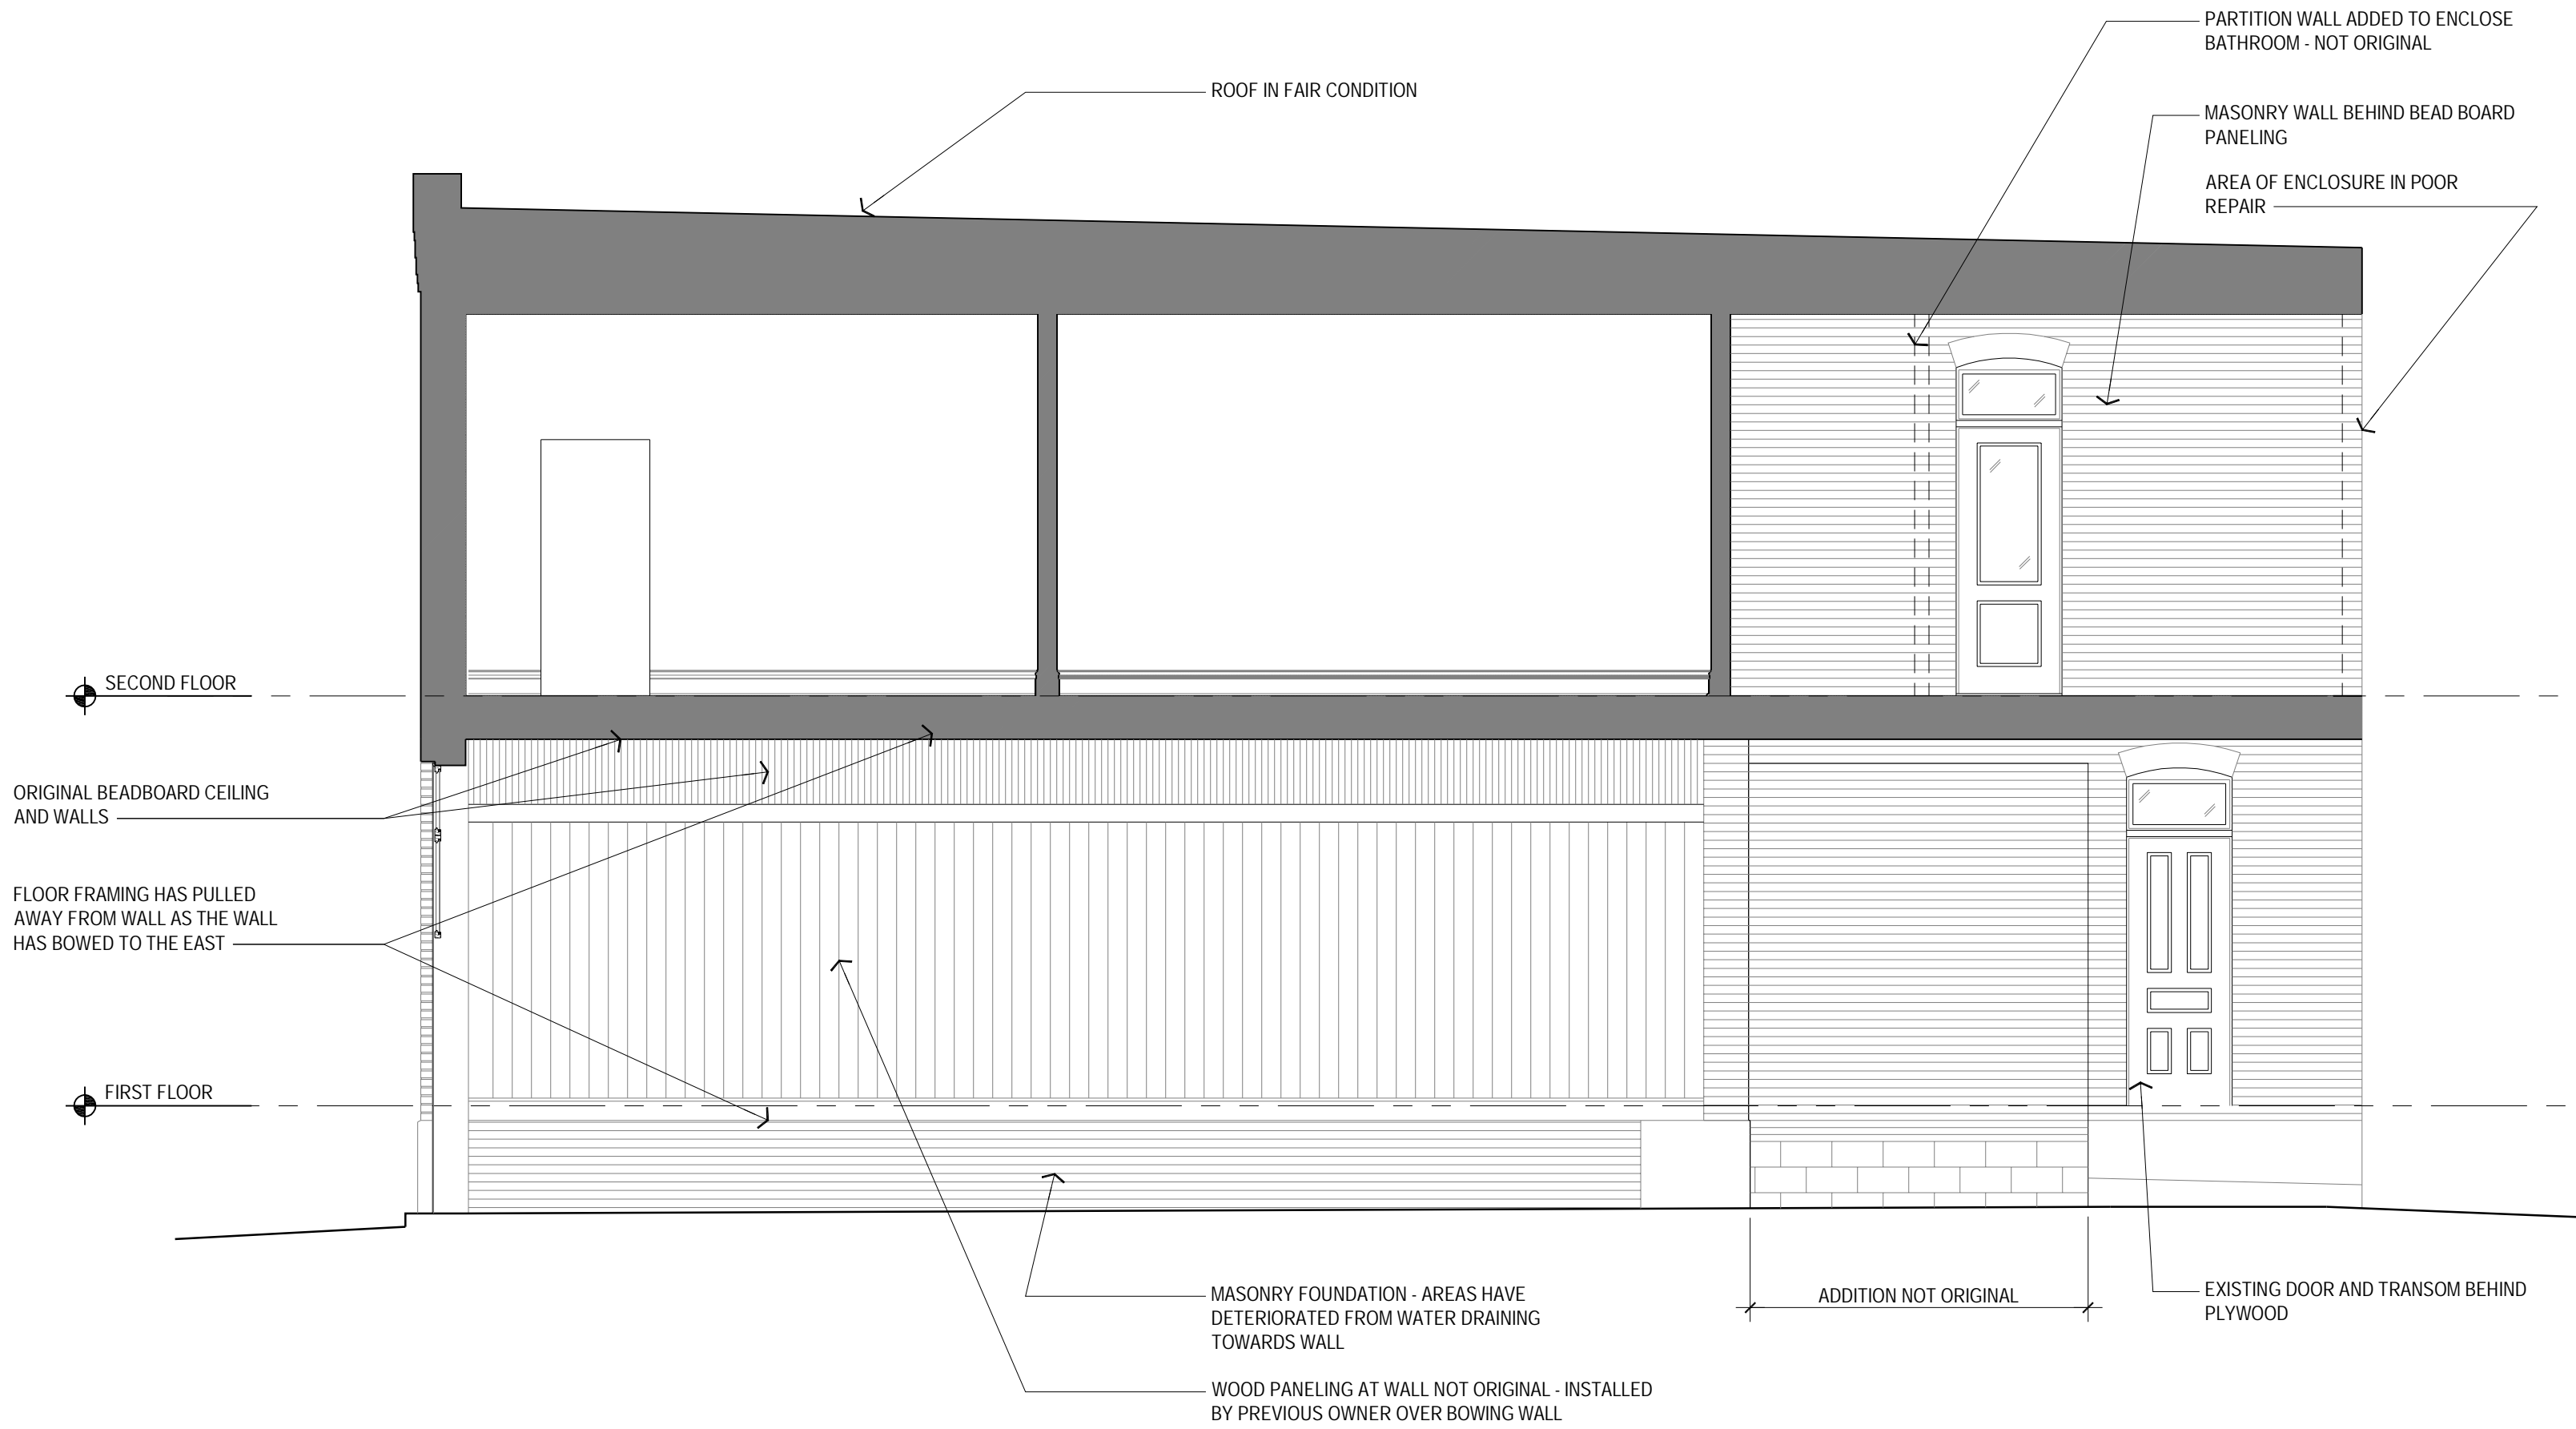 PARTITION WALL ADDED TO ENCLOSE
BATHROOM - NOT ORIGINAL
ROOF IN FAIR CONDITION
MASONRY WALL BEHIND BEAD BOARD
PANELING
AREA OF ENCLOSURE IN POOR
REPAIR
SECOND FLOOR
ORIGINAL BEADBOARD CEILING
AND WALLS
FLOOR FRAMING HAS PULLED
AWAY FROM WALL AS THE WALL
HAS BOWED TO THE EAST
FIRST FLOOR
MASONRY FOUNDATION - AREAS HAVE
DETERIORATED FROM WATER DRAINING
TOWARDS WALL
ADDITION NOT ORIGINAL
EXISTING DOOR AND TRANSOM BEHIND
PLYWOOD
WOOD PANELING AT WALL NOT ORIGINAL - INSTALLED
BY PREVIOUS OWNER OVER BOWING WALL